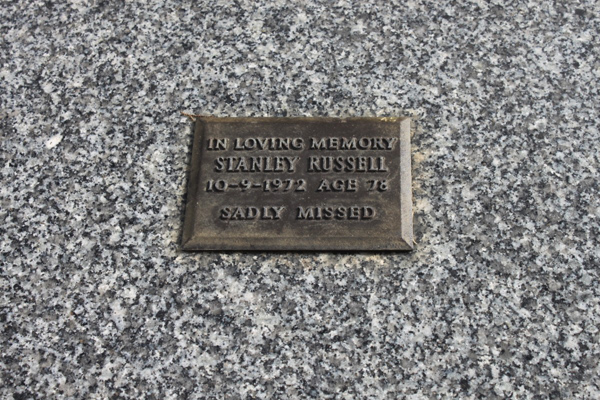 IN LOVING MEMORY
STANLEY RUSSELL
10-9-1972 AGE 78
SADLY MISSED